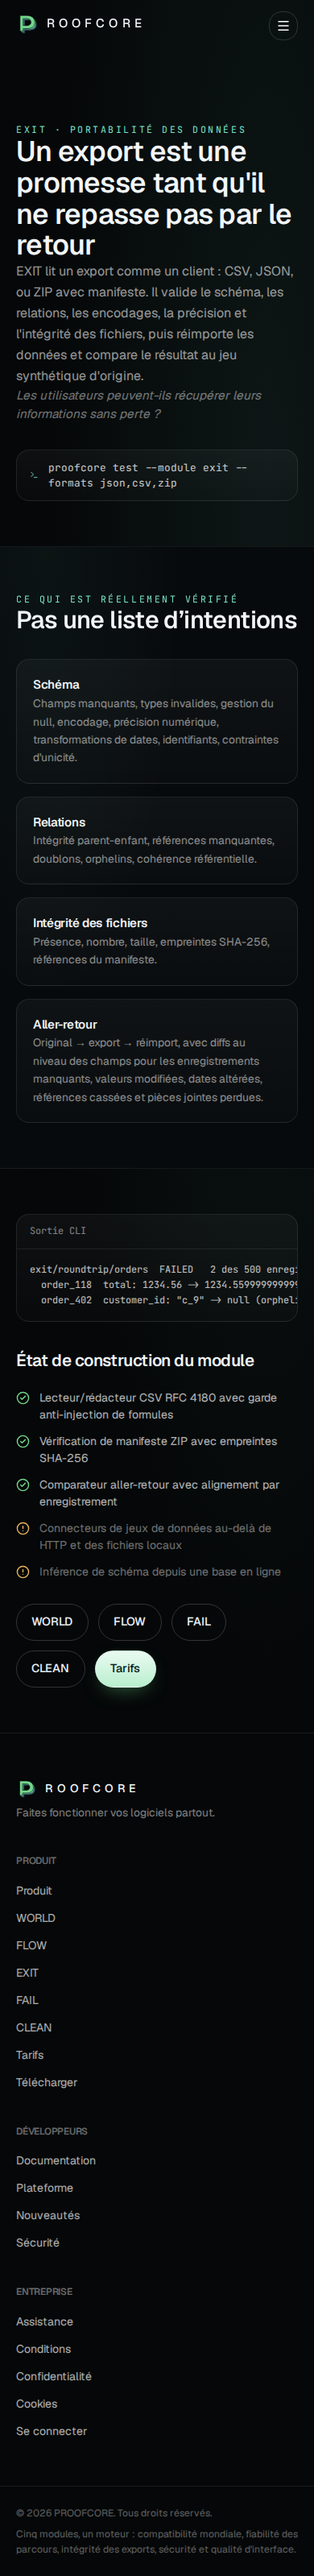 ROOFCORE
EXIT · PORTABILITÉ DES DONNÉES
Un export est une
promesse tant qu'il
ne repasse pas par le
retour
EXIT lit un export comme un client : CSV, JSON,
ou ZIP avec manifeste. Il valide le schéma, les
relations, les encodages, la précision et
l'intégrité des fichiers, puis réimporte les
données et compare le résultat au jeu
synthétique d'origine.
Les utilisateurs peuvent-ils récupérer leurs
informations sans perte ?
proofcore test --module exit --
formats json,csv,zip
CE QUI EST RÉELLEMENT VÉRIFIÉ
Pas une liste d’intentions
Schéma
Champs manquants, types invalides, gestion du
null, encodage, précision numérique,
transformations de dates, identifiants, contraintes
d'unicité.
Relations
Intégrité parent-enfant, références manquantes,
doublons, orphelins, cohérence référentielle.
Intégrité des fichiers
Présence, nombre, taille, empreintes SHA-256,
références du manifeste.
Aller-retour
Original → export → réimport, avec diffs au
niveau des champs pour les enregistrements
manquants, valeurs modifiées, dates altérées,
références cassées et pièces jointes perdues.
Sortie CLI
exit/roundtrip/orders FAILED 2 des 500 enregi
order_118 total: 1234.56 -> 1234.5599999999999
order_402 customer_id: "c_9" -> null (orpheli
État de construction du module
Lecteur/rédacteur CSV RFC 4180 avec garde
anti-injection de formules
Vérification de manifeste ZIP avec empreintes
SHA-256
Comparateur aller-retour avec alignement par
enregistrement
Connecteurs de jeux de données au-delà de
HTTP et des fichiers locaux
Inférence de schéma depuis une base en ligne
WORLD FLOW FAIL
CLEAN Tarifs
ROOFCORE
Faites fonctionner vos logiciels partout.
PRODUIT
Produit
WORLD
FLOW
EXIT
FAIL
CLEAN
Tarifs
Télécharger
DÉVELOPPEURS
Documentation
Plateforme
Nouveautés
Sécurité
ENTREPRISE
Assistance
Conditions
Confidentialité
Cookies
Se connecter
© 2026 PROOFCORE. Tous droits réservés.
Cinq modules, un moteur : compatibilité mondiale, fiabilité des
parcours, intégrité des exports, sécurité et qualité d'interface.